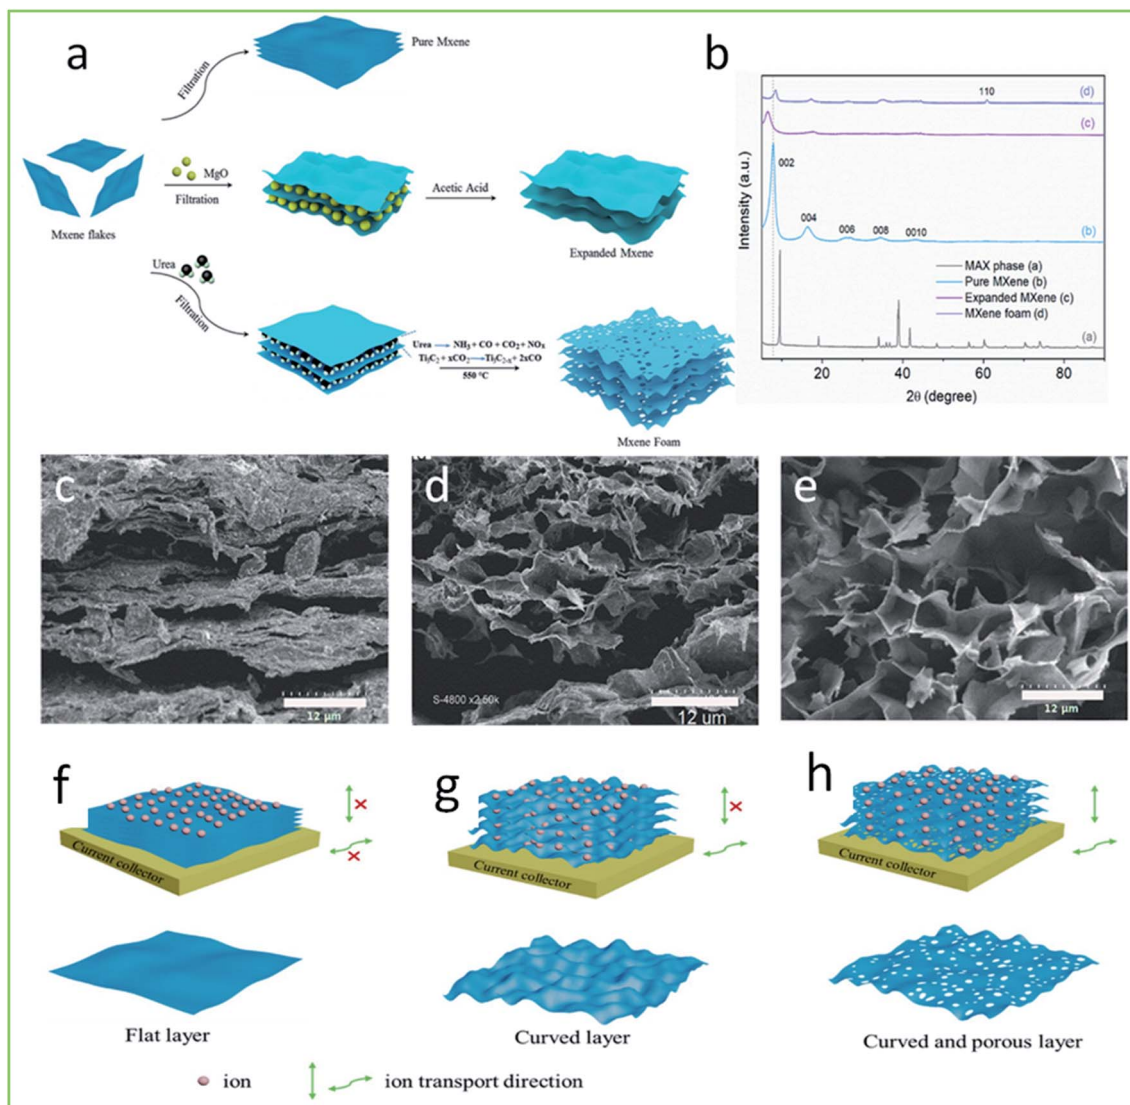 a
Pure Mxene
Filtration
Mxene flakes
MgO
Filtration
Acetic Acid
Expanded Mxene
Urea
Filtration
Urea → NH₃ + CO + CO₂+ NOx
Ti₃C₂ + xCO₂ → Ti₃C₂₋ₓ + 2xCO
550 °C
Mxene Foam
b
Intensity (a.u.)
110
(d)
(c)
002
004
006
008
0010
(b)
MAX phase (a)
Pure MXene (b)
Expanded MXene (c)
MXene foam (d)
(a)
20
40
60
80
2θ (degree)
c
12 µm
d
S-4800 x2.50k
12 um
e
12 µm
f
Current collector
Flat layer
g
Current collector
Curved layer
h
Current collector
Curved and porous layer
ion
ion transport direction